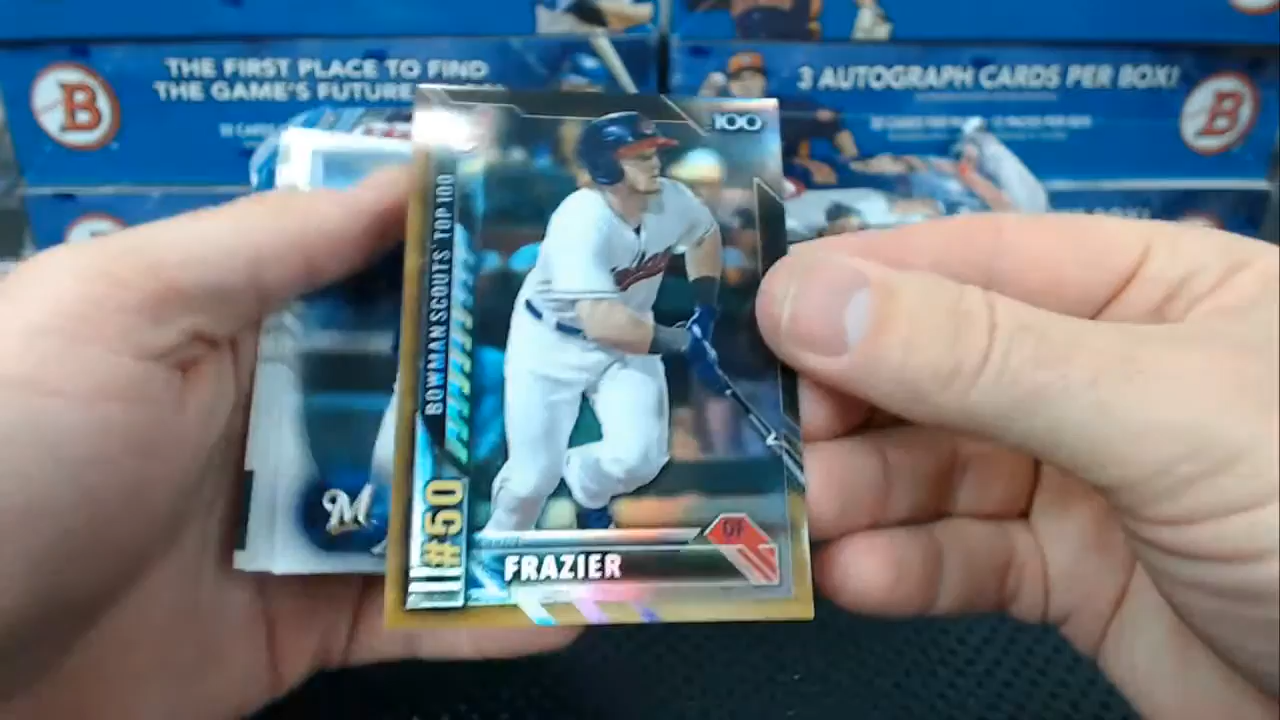 THE FIRST PLACE TO FIND
THE GAME'S FUTURE
3 AUTOGRAPH CARDS PER BOX!
B
B
100
BOWMAN SCOUTS' TOP 100
#50
FRAZIER
OF
M
BOX!